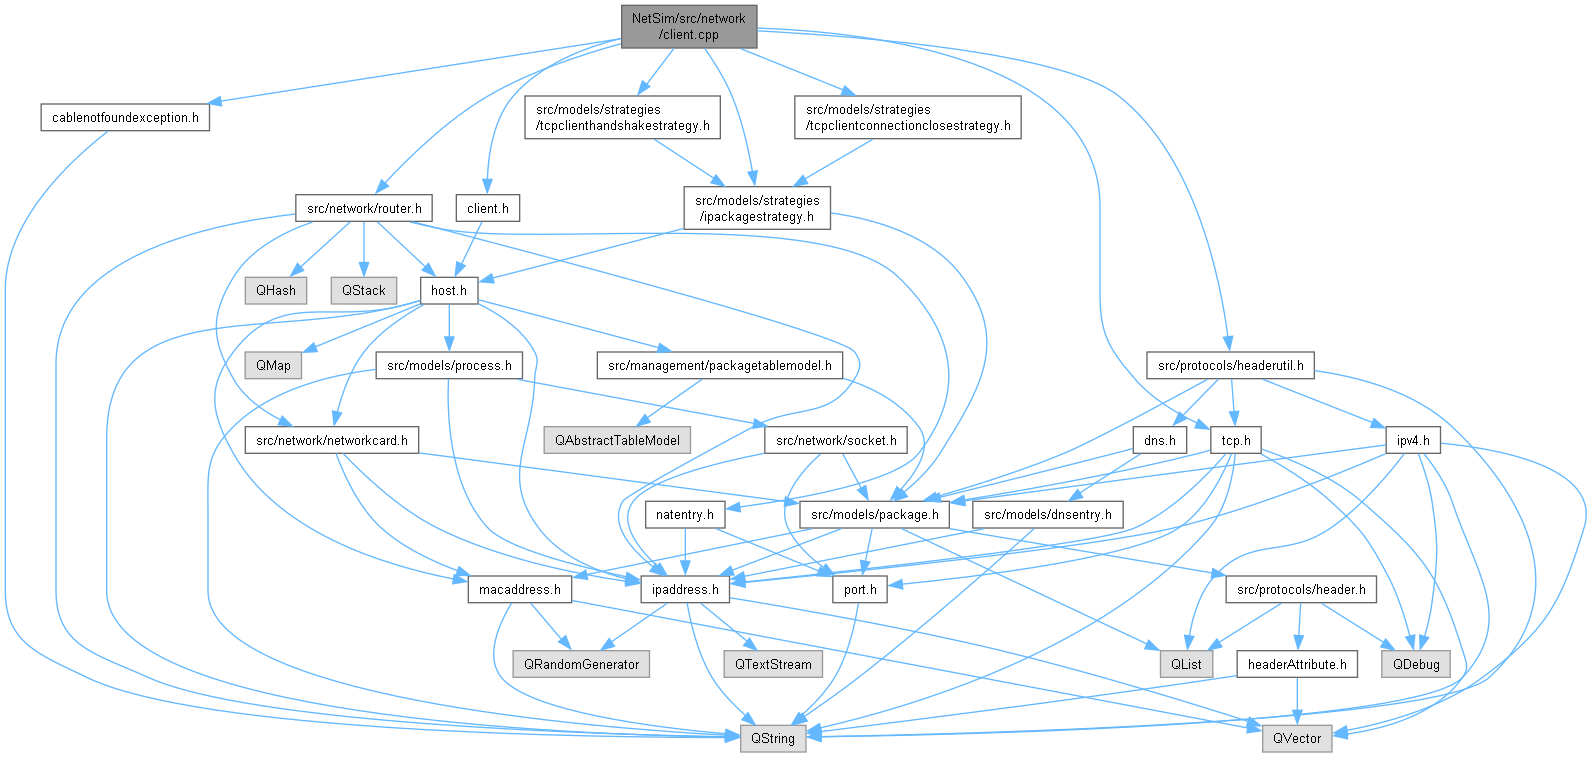 NetSim/src/network
/client.cpp
cablenotfoundexception.h
src/models/strategies
/tcpclienthandshakestrategy.h
src/models/strategies
/tcpclientconnectionclosestrategy.h
src/network/router.h
client.h
src/models/strategies
/ipackagestrategy.h
QHash
QStack
host.h
QMap
src/models/process.h
src/management/packagetablemodel.h
src/protocols/headerutil.h
src/network/networkcard.h
QAbstractTableModel
src/network/socket.h
dns.h
tcp.h
ipv4.h
natentry.h
src/models/package.h
src/models/dnsentry.h
macaddress.h
ipaddress.h
port.h
src/protocols/header.h
QRandomGenerator
QTextStream
QList
headerAttribute.h
QDebug
QString
QVector